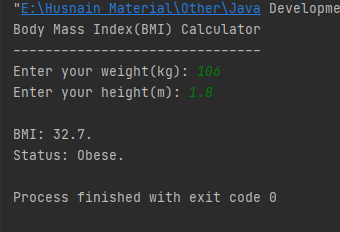 "E:\Husnain Material\Other\Java Developme
Body Mass Index(BMI) Calculator
-------------------------------
Enter your weight(kg): 106
Enter your height(m): 1.8
BMI: 32.7.
Status: Obese.
Process finished with exit code 0